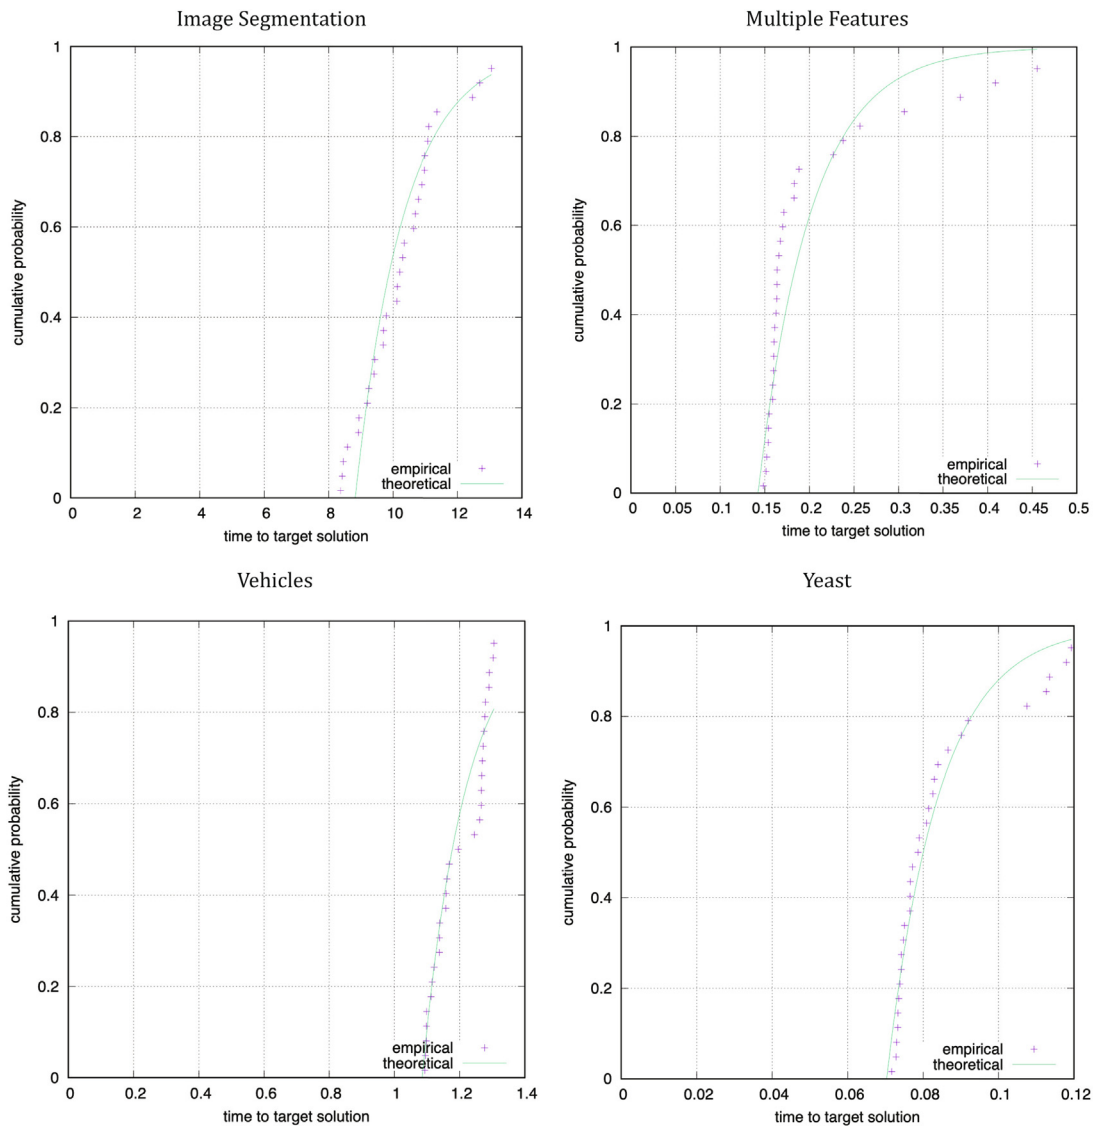 Image Segmentation
1
0.8
0.6
0.4
0.2
0
cumulative probability
empirical
theoretical
0 2 4 6 8 10 12 14
time to target solution
Multiple Features
1
0.8
0.6
0.4
0.2
0
cumulative probability
empirical
theoretical
0 0.05 0.1 0.15 0.2 0.25 0.3 0.35 0.4 0.45 0.5
time to target solution
Vehicles
1
0.8
0.6
0.4
0.2
0
cumulative probability
empirical
theoretical
0 0.2 0.4 0.6 0.8 1 1.2 1.4
time to target solution
Yeast
1
0.8
0.6
0.4
0.2
0
cumulative probability
empirical
theoretical
0 0.02 0.04 0.06 0.08 0.1 0.12
time to target solution